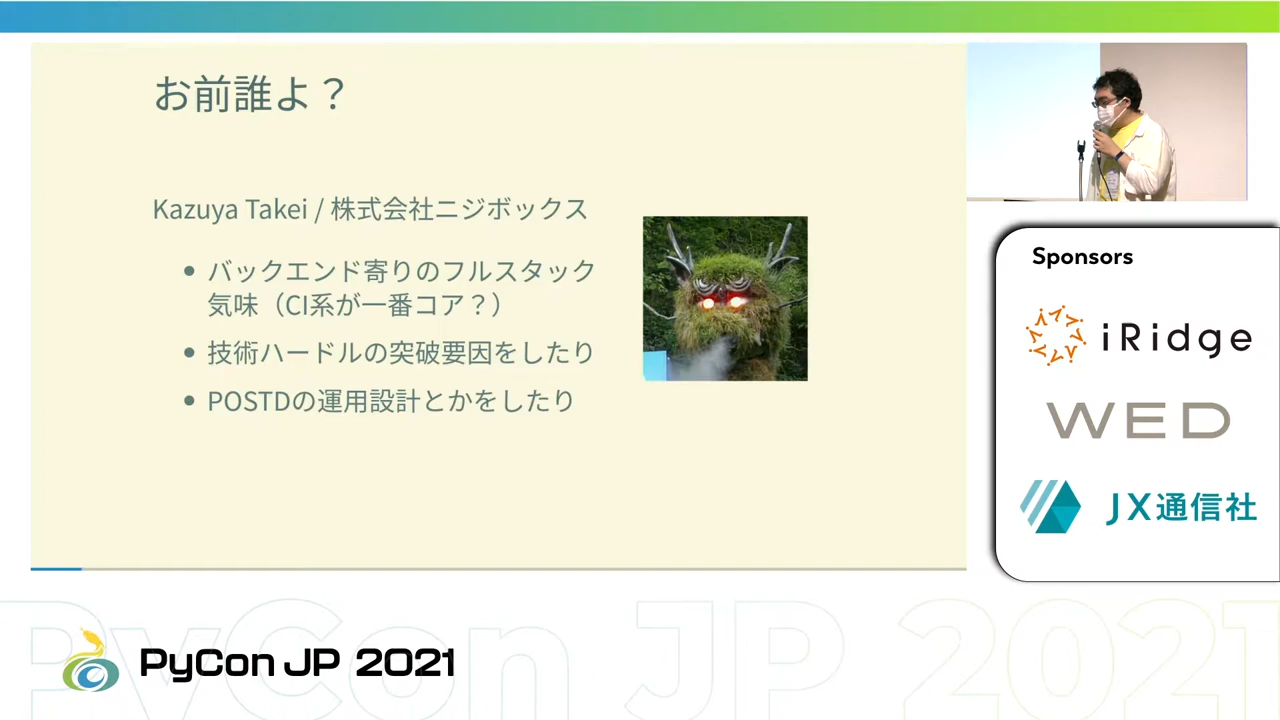 お前誰よ？
Kazuya Takei / 株式会社ニジボックス
• バックエンド寄りのフルスタック
気味（CI系が一番コア？）
• 技術ハードルの突破要因をしたり
• POSTDの運用設計とかをしたり
Sponsors
iRidge
WED
JX通信社
PyCon JP 2021
PyCon JP 2021